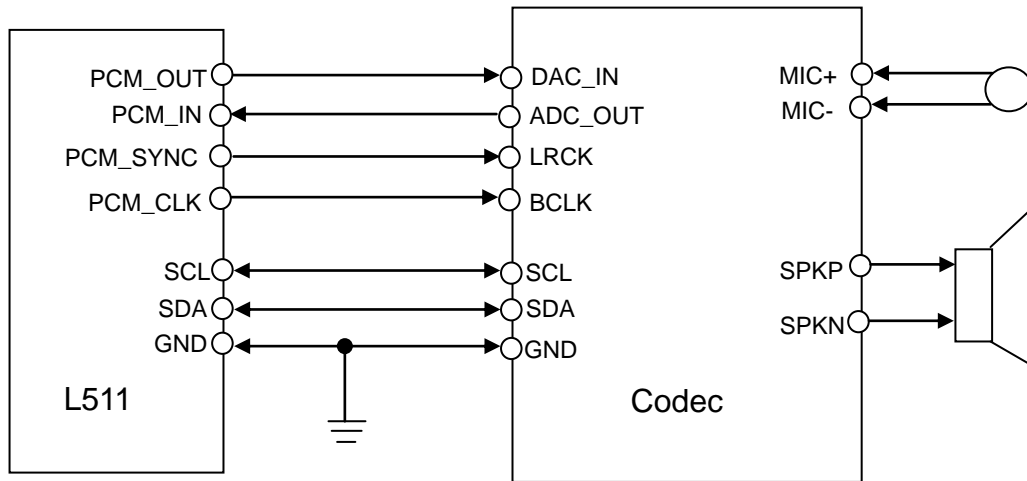 PCM_OUT
PCM_IN
PCM_SYNC
PCM_CLK
SCL
SDA
GND
L511
DAC_IN
ADC_OUT
LRCK
BCLK
SCL
SDA
GND
Codec
MIC+
MIC-
SPKP
SPKN